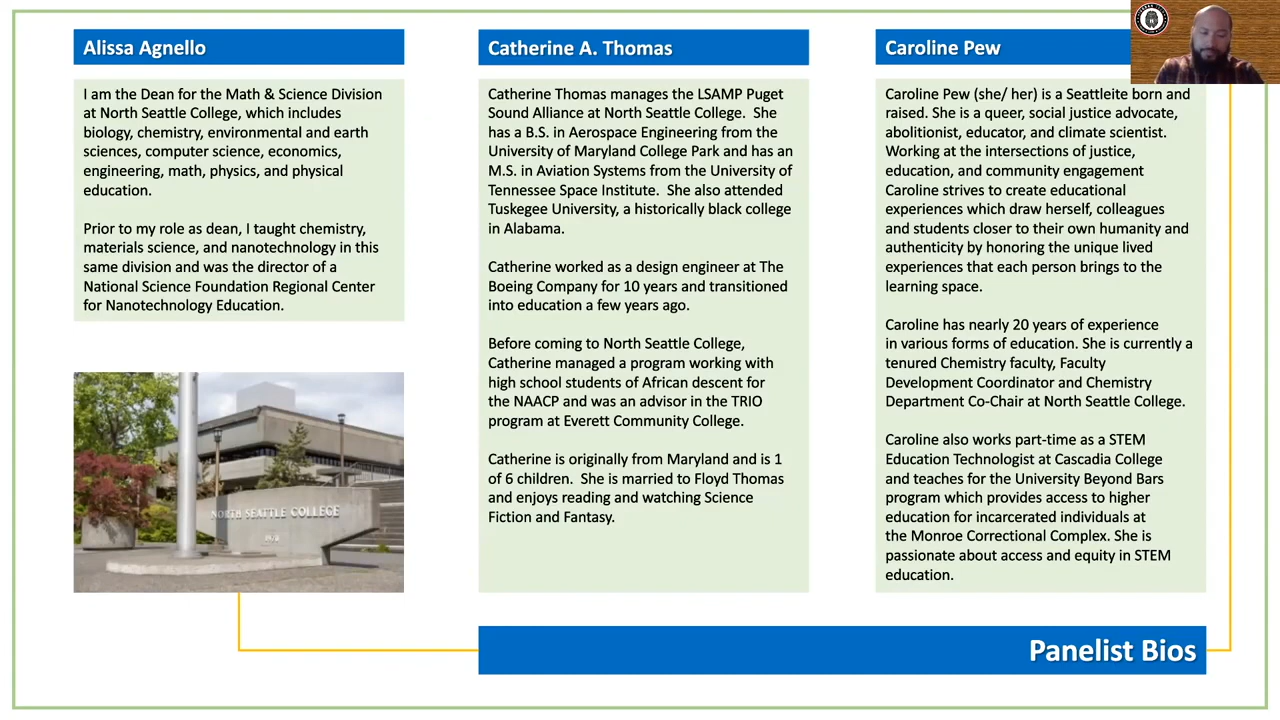 Alissa Agnello
I am the Dean for the Math & Science Division
at North Seattle College, which includes
biology, chemistry, environmental and earth
sciences, computer science, economics,
engineering, math, physics, and physical
education.
Prior to my role as dean, I taught chemistry,
materials science, and nanotechnology in this
same division and was the director of a
National Science Foundation Regional Center
for Nanotechnology Education.
NORTH SEATTLE COLLEGE
Catherine A. Thomas
Catherine Thomas manages the LSAMP Puget
Sound Alliance at North Seattle College. She
has a B.S. in Aerospace Engineering from the
University of Maryland College Park and has an
M.S. in Aviation Systems from the University of
Tennessee Space Institute. She also attended
Tuskegee University, a historically black college
in Alabama.
Catherine worked as a design engineer at The
Boeing Company for 10 years and transitioned
into education a few years ago.
Before coming to North Seattle College,
Catherine managed a program working with
high school students of African descent for
the NAACP and was an advisor in the TRIO
program at Everett Community College.
Catherine is originally from Maryland and is 1
of 6 children. She is married to Floyd Thomas
and enjoys reading and watching Science
Fiction and Fantasy.
Caroline Pew
Caroline Pew (she/ her) is a Seattleite born and
raised. She is a queer, social justice advocate,
abolitionist, educator, and climate scientist.
Working at the intersections of justice,
education, and community engagement
Caroline strives to create educational
experiences which draw herself, colleagues
and students closer to their own humanity and
authenticity by honoring the unique lived
experiences that each person brings to the
learning space.
Caroline has nearly 20 years of experience
in various forms of education. She is currently a
tenured Chemistry faculty, Faculty
Development Coordinator and Chemistry
Department Co-Chair at North Seattle College.
Caroline also works part-time as a STEM
Education Technologist at Cascadia College
and teaches for the University Beyond Bars
program which provides access to higher
education for incarcerated individuals at
the Monroe Correctional Complex. She is
passionate about access and equity in STEM
education.
Panelist Bios